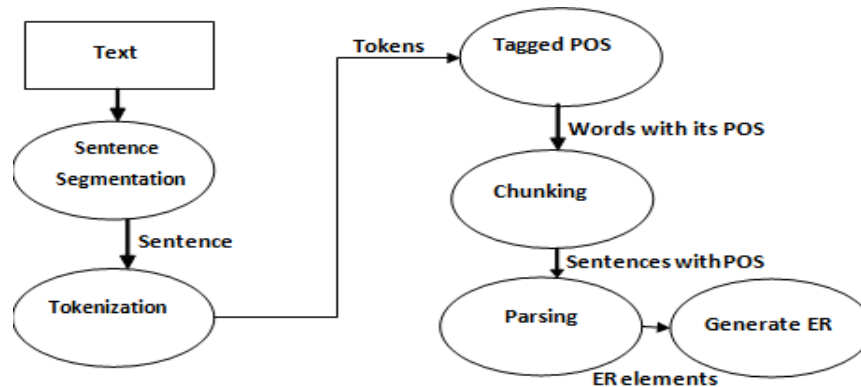 Text
Sentence
Segmentation
Sentence
Tokenization
Tokens
Tagged POS
Words with its POS
Chunking
Sentences with POS
Parsing
ER elements
Generate ER